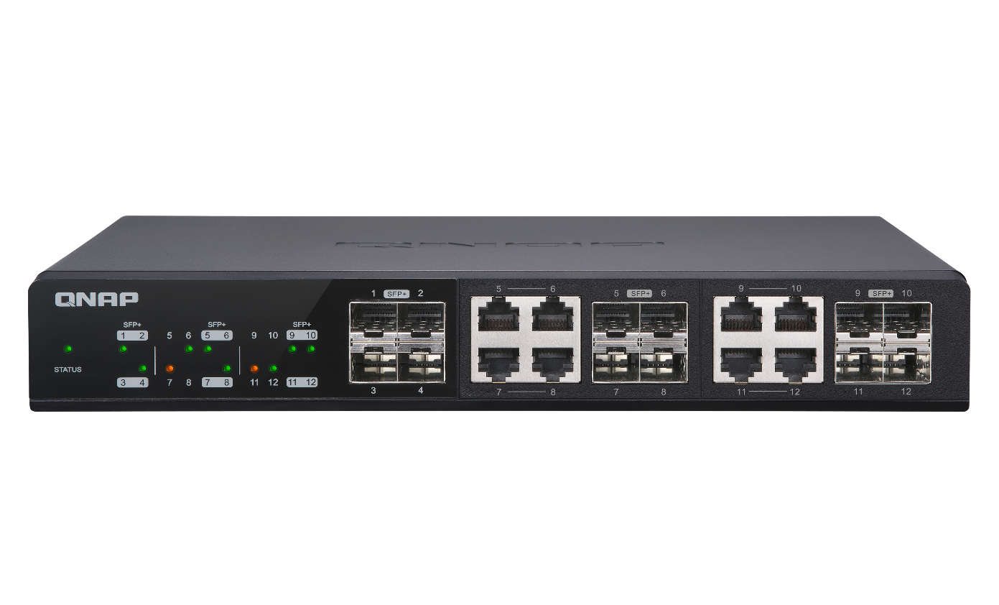 QNAP
QNAP
SFP+ SFP+ SFP+
1 2 5 6 5 6 9 10 9 10
STATUS
3 4 7 8 7 8 11 12 11 12
1 SFP+ 2
3 4
5 6
7 8
5 SFP+ 6
7 8
9 10
11 12
9 SFP+ 10
11 12